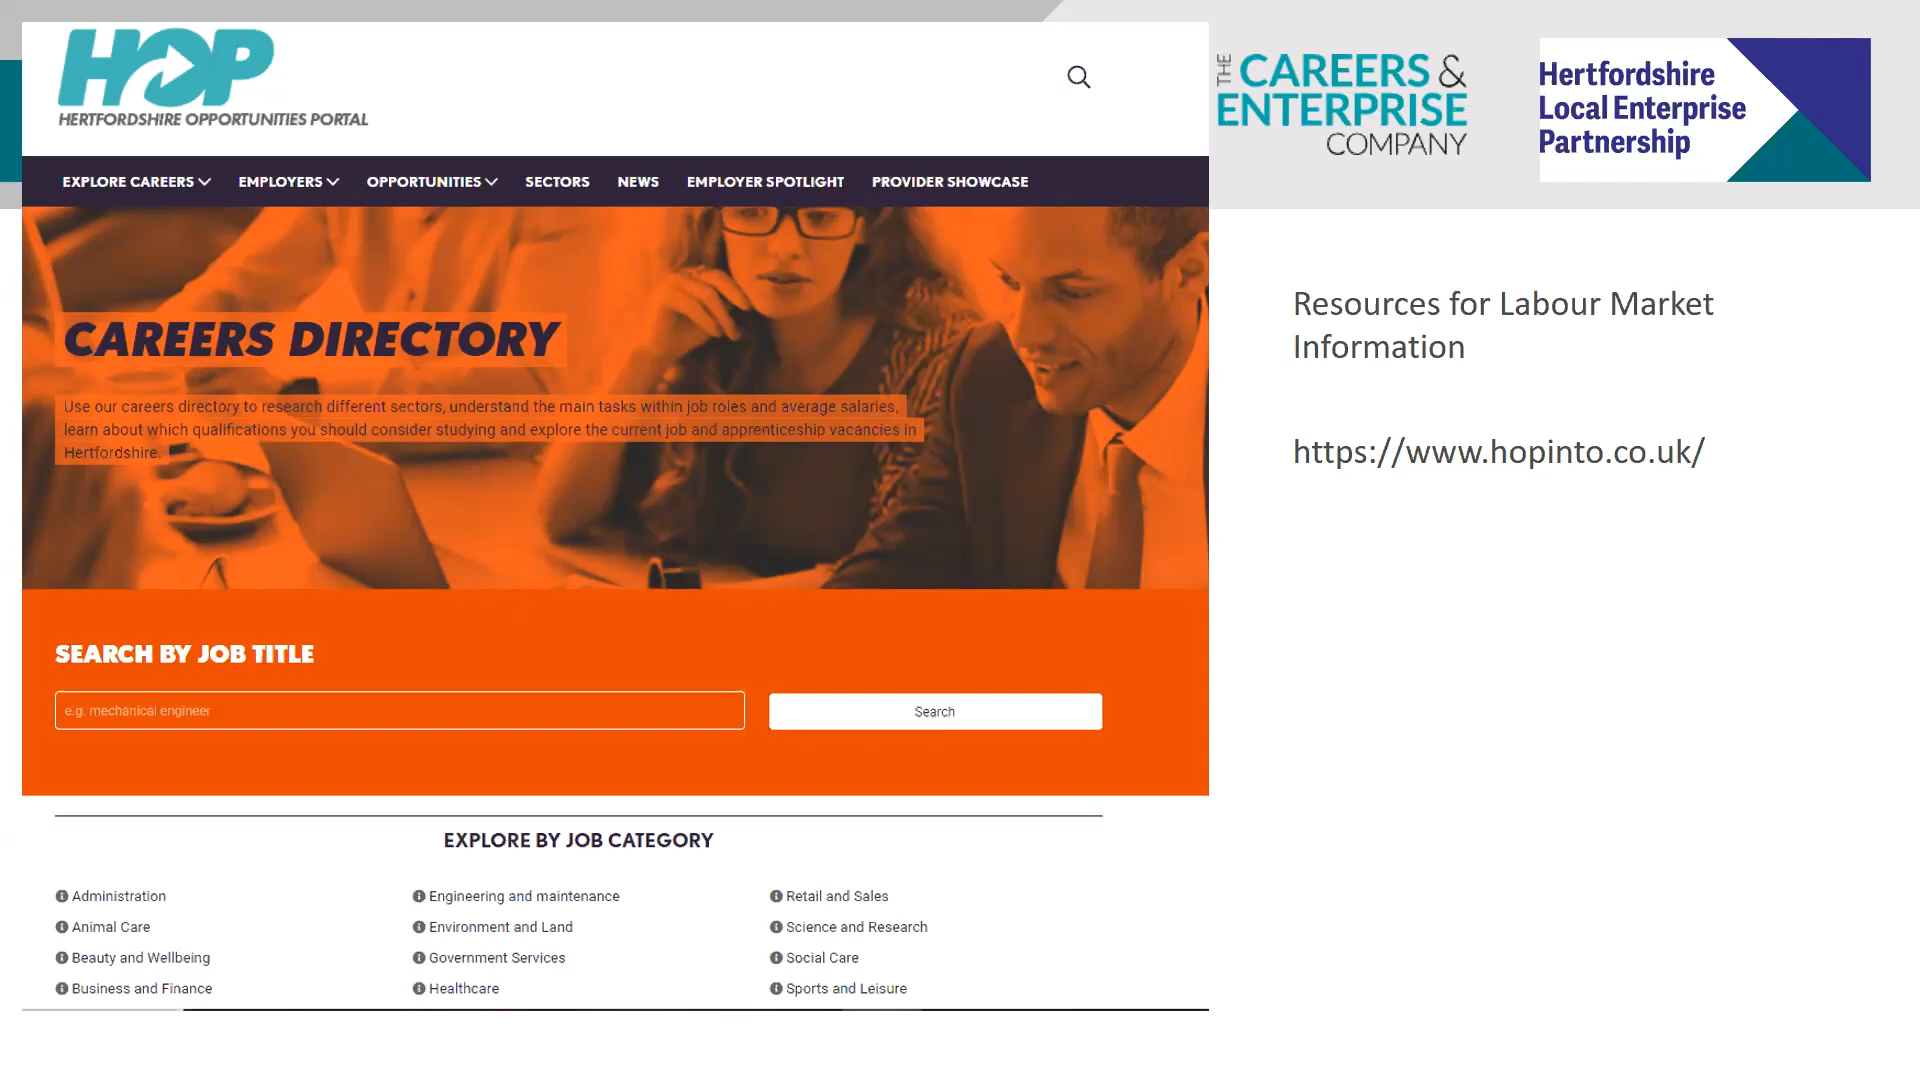 HOP
HERTFORDSHIRE OPPORTUNITIES PORTAL
THE
CAREERS &
ENTERPRISE
COMPANY
Hertfordshire
Local Enterprise
Partnership
EXPLORE CAREERS EMPLOYERS OPPORTUNITIES SECTORS NEWS EMPLOYER SPOTLIGHT PROVIDER SHOWCASE
CAREERS DIRECTORY
Use our careers directory to research different sectors, understand the main tasks within job roles and average salaries,
learn about which qualifications you should consider studying and explore the current job and apprenticeship vacancies in
Hertfordshire.
SEARCH BY JOB TITLE
e.g. mechanical engineer
Search
EXPLORE BY JOB CATEGORY
Administration
Animal Care
Beauty and Wellbeing
Business and Finance
Engineering and maintenance
Environment and Land
Government Services
Healthcare
Retail and Sales
Science and Research
Social Care
Sports and Leisure
Resources for Labour Market
Information
https://www.hopinto.co.uk/